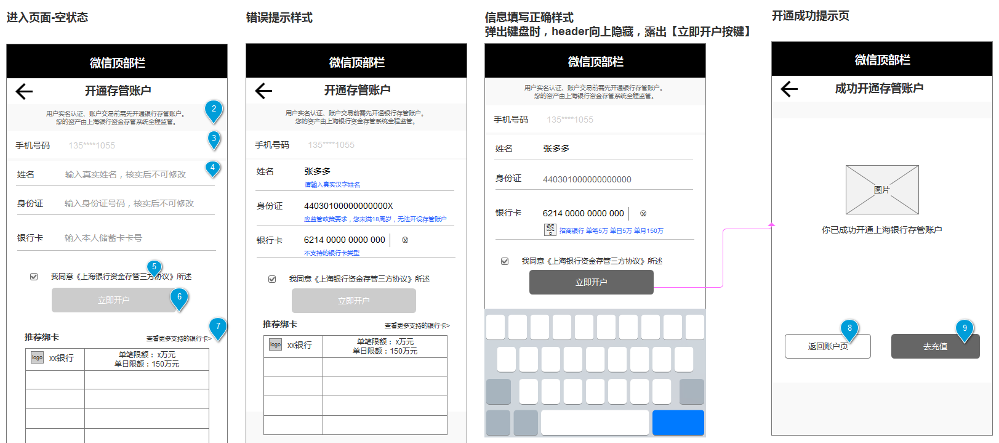 进入页面-空状态
微信顶部栏
开通存管账户
用户实名认证、账户交易前需先开通银行存管账户。
您的资产由上海银行资金存管系统全程监管。
2
手机号码 135****1055
3
姓名 输入真实姓名，核实后不可修改
4
身份证 输入身份证号码，核实后不可修改
银行卡 输入本人储蓄卡卡号
5
我同意《上海银行资金存管三方协议》所述
立即开户
6
7
推荐绑卡 查看更多支持的银行卡>
logo xx银行 单笔限额： x万元
单日限额：150万元
错误提示样式
微信顶部栏
开通存管账户
用户实名认证、账户交易前需先开通银行存管账户。
您的资产由上海银行资金存管系统全程监管。
手机号码 135****1055
姓名 张多多
请输入真实汉字姓名
身份证 44030100000000000X
应监管政策要求，您未满18周岁，无法开设存管账户
银行卡 6214 0000 0000 000
不支持的银行卡类型
我同意《上海银行资金存管三方协议》所述
立即开户
推荐绑卡 查看更多支持的银行卡>
logo xx银行 单笔限额： x万元
单日限额：150万元
信息填写正确样式
弹出键盘时，header向上隐藏，露出【立即开户按键】
微信顶部栏
用户实名认证、账户交易前需先开通银行存管账户。
您的资产由上海银行资金存管系统全程监管。
手机号码 135****1055
姓名 张多多
身份证 440301000000000000
银行卡 6214 0000 0000 000
银行
LOG
O
招商银行 单笔5万 单日5万 单月150万
我同意《上海银行资金存管三方协议》所述
立即开户
开通成功提示页
微信顶部栏
成功开通存管账户
图片
你已成功开通上海银行存管账户
8
9
返回账户页 去充值